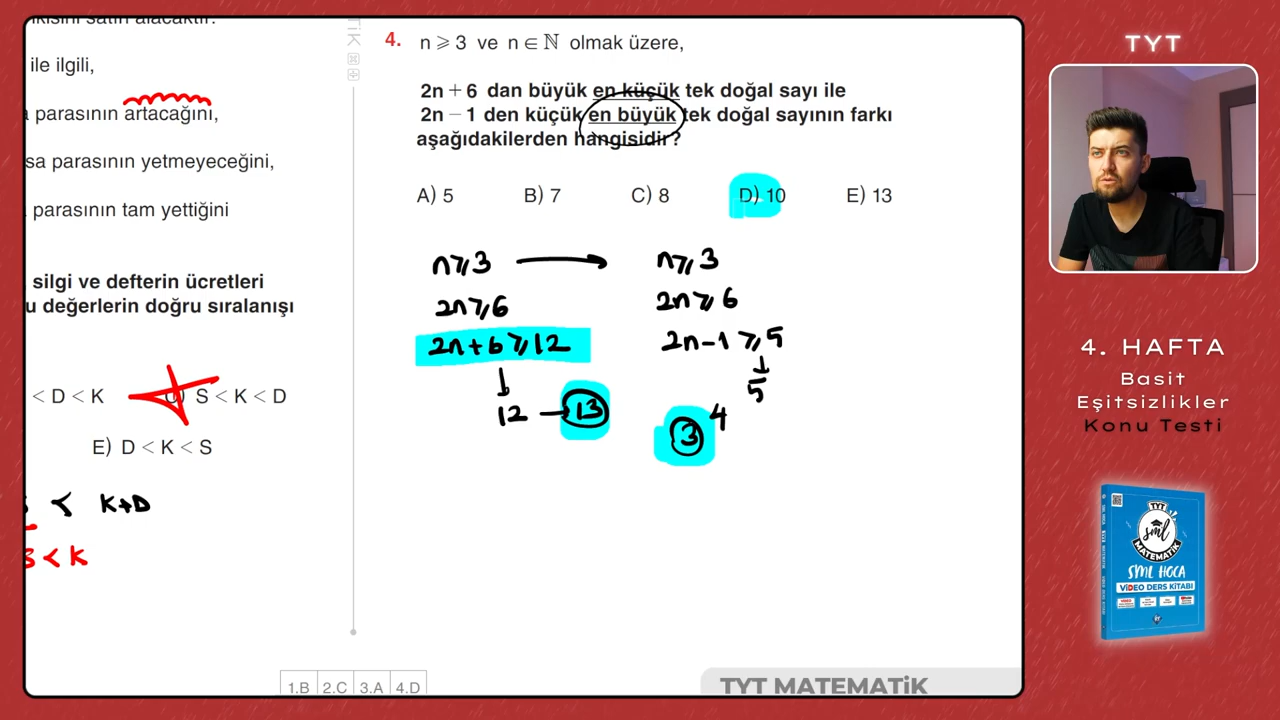 ikisini satın alacaktır.
ile ilgili,
parasının artacağını,
sa parasının yetmeyeceğini,
parasının tam yettiğini
silgi ve defterin ücretleri
u değerlerin doğru sıralanışı
< D < K
S < K < D
E) D < K < S
< K+D
< K
4. n ⩾ 3 ve n ∈ ℕ olmak üzere,
2n + 6 dan büyük en küçük tek doğal sayı ile
2n − 1 den küçük en büyük tek doğal sayının farkı
aşağıdakilerden hangisidir?
A) 5 B) 7 C) 8 D) 10 E) 13
n ⩾ 3 n ⩾ 3
2n ⩾ 6 2n ⩾ 6
2n + 6 ⩾ 12 2n − 1 ⩾ 5
5
12 13 4
3
1.B 2.C 3.A 4.D
TYT MATEMATİK
TYT
4. HAFTA
Basit
Eşitsizlikler
Konu Testi
TYT
sml
MATEMATİK
SML HOCA
VİDEO DERS KİTABI